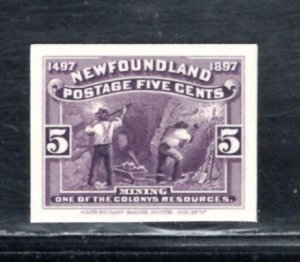 1497 1897
NEWFOUNDLAND
POSTAGE FIVE CENTS
5 5
MINING
ONE OF THE COLONYS RESOURCES.
AMERICAN BANK NOTE CO. N.Y.